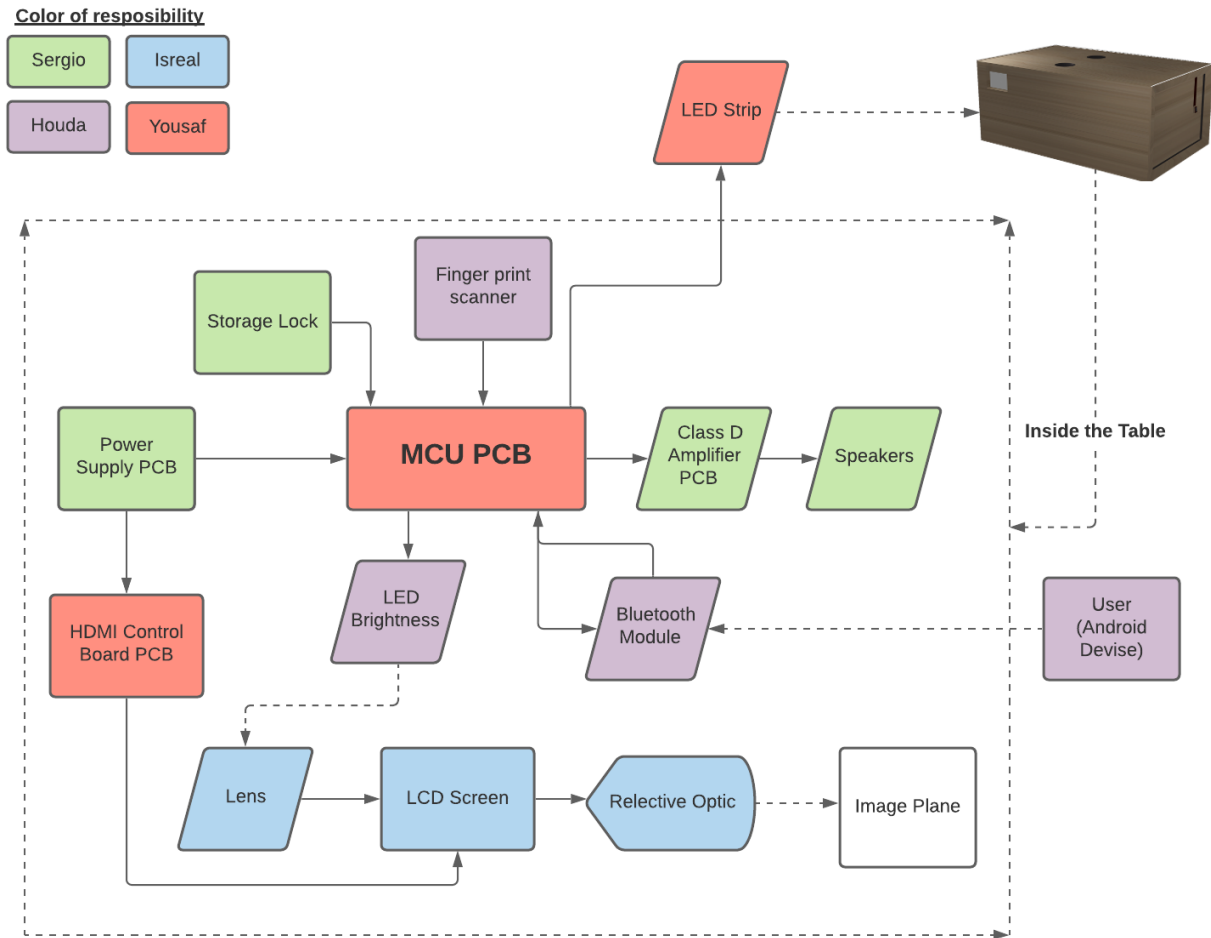 Color of resposibility
Sergio
Isreal
Houda
Yousaf
LED Strip
Finger print
scanner
Storage Lock
Power
Supply PCB
MCU PCB
Class D
Amplifier
PCB
Speakers
Inside the Table
HDMI Control
Board PCB
LED
Brightness
Bluetooth
Module
User
(Android
Devise)
Lens
LCD Screen
Relective Optic
Image Plane